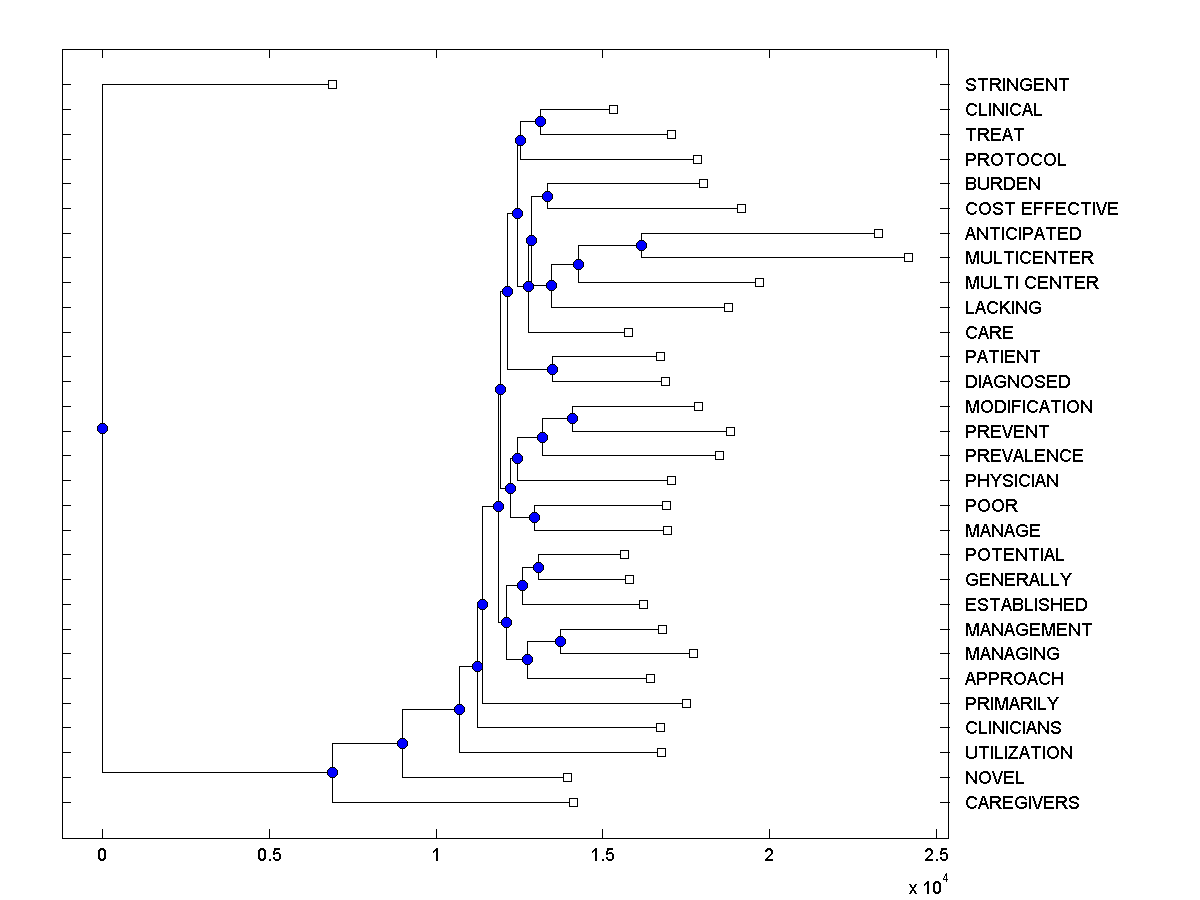 STRINGENT
CLINICAL
TREAT
PROTOCOL
BURDEN
COST EFFECTIVE
ANTICIPATED
MULTICENTER
MULTI CENTER
LACKING
CARE
PATIENT
DIAGNOSED
MODIFICATION
PREVENT
PREVALENCE
PHYSICIAN
POOR
MANAGE
POTENTIAL
GENERALLY
ESTABLISHED
MANAGEMENT
MANAGING
APPROACH
PRIMARILY
CLINICIANS
UTILIZATION
NOVEL
CAREGIVERS
0 0.5 1 1.5 2 2.5
x 10^4